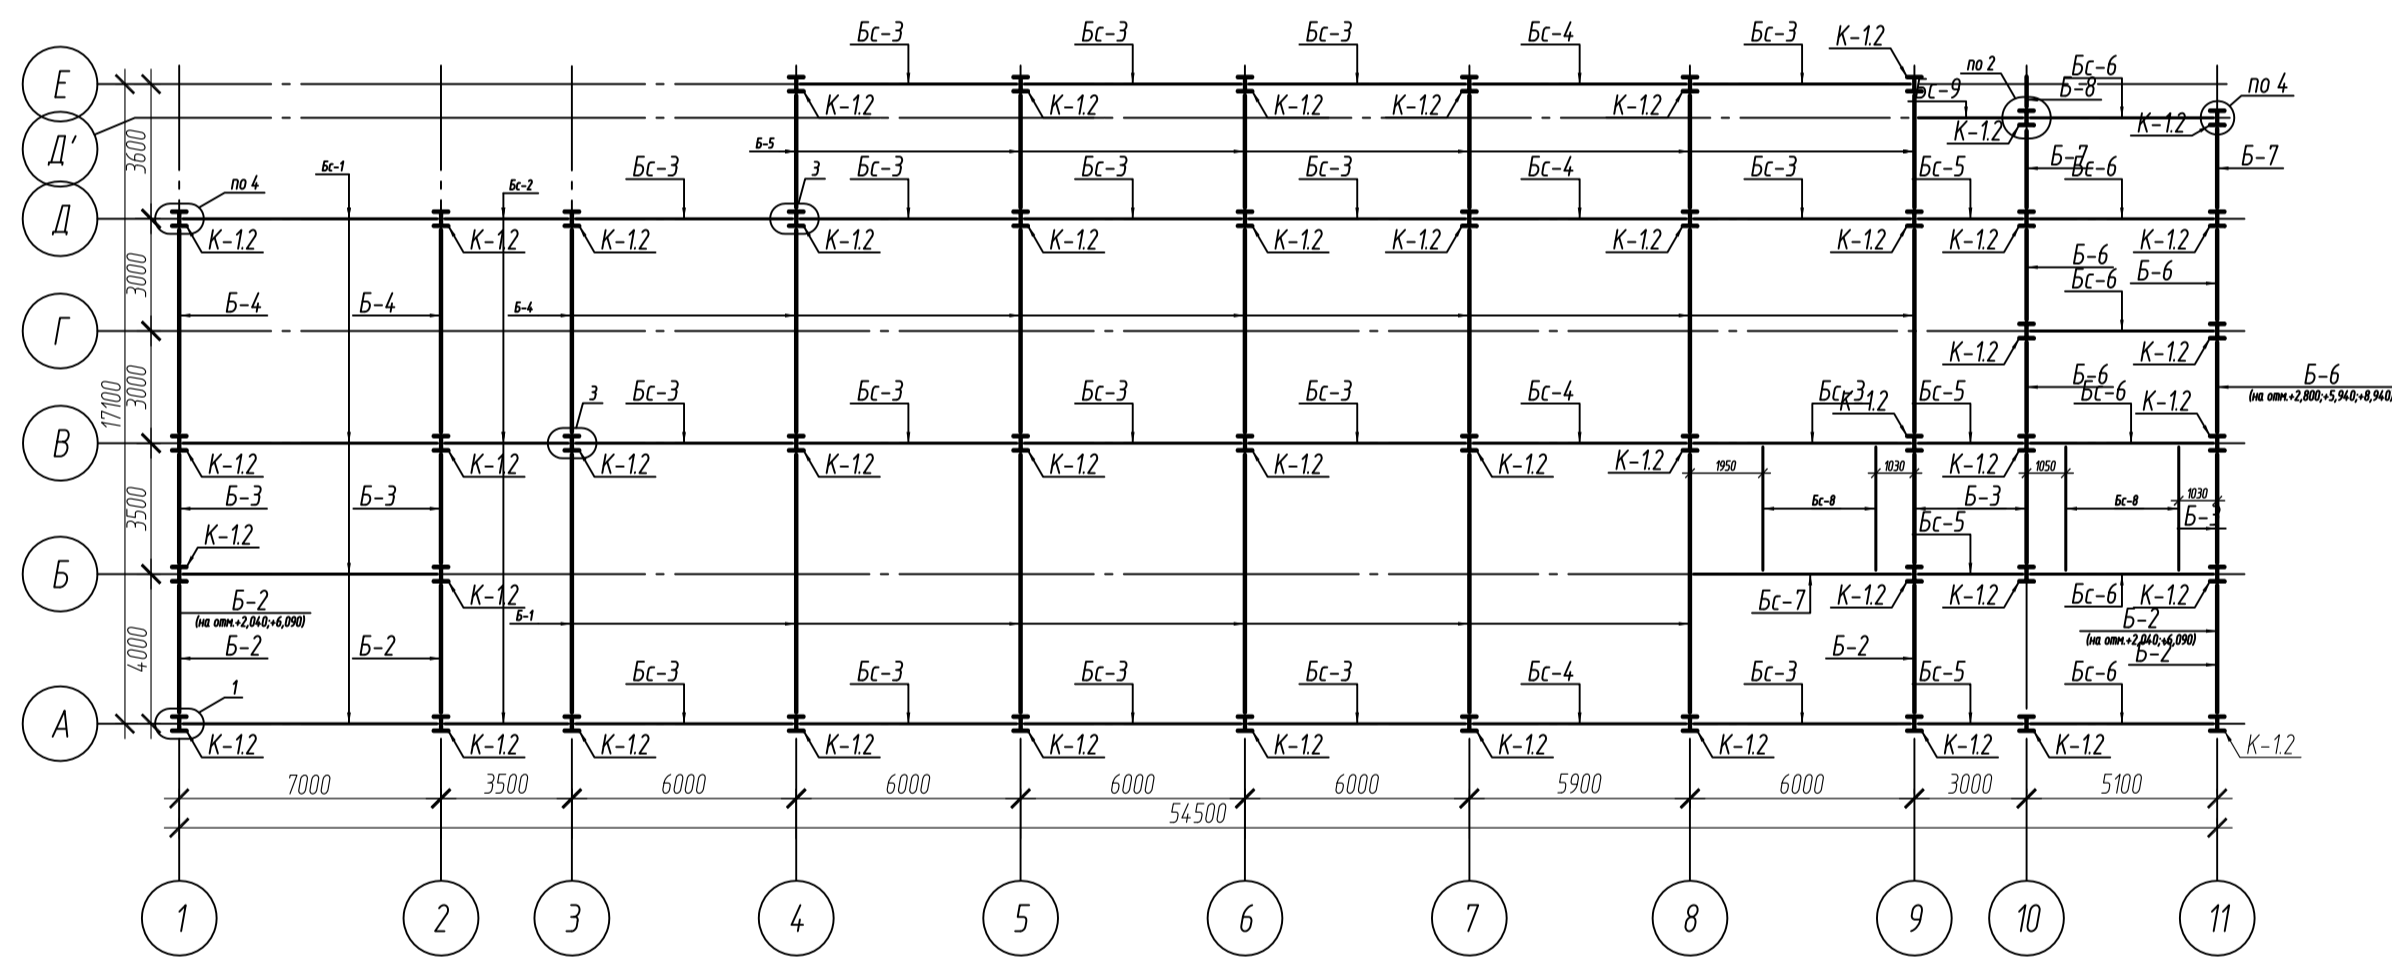 Бс-3 Бс-3 Бс-3 Бс-4 Бс-3 К-1.2
по 2 Бс-6
Е Бс-9 Б-8 по 4
К-1.2 К-1.2 К-1.2 К-1.2 К-1.2 К-1.2 К-1.2
Д' 3600 Б-5
Бс-1 Бс-2 Бс-3 Бс-3 3 Бс-3 Бс-3 Бс-4 Бс-3 Бс-5 Б-7 Бс-6 Б-7
по 4
Д
К-1.2 К-1.2 К-1.2 К-1.2 К-1.2 К-1.2 К-1.2 К-1.2 К-1.2 К-1.2 К-1.2
3000 Б-6
Б-6
Бс-6
Б-4 Б-4 Б-4
Г
К-1.2 К-1.2
3000 17100 Б-6 Б-6
(на отм.+2,800;+5,940;+8,940)
3 Бс-3 Бс-3 Бс-3 Бс-3 Бс-4 Бс-3 К-1.2 Бс-5 Бс-6 К-1.2
В
К-1.2 К-1.2 К-1.2 К-1.2 К-1.2 К-1.2 К-1.2 К-1.2 К-1.2
1950 1030 1050
3500 Б-3 Б-3 Бс-8 Б-3 Бс-8 1030
К-1.2 Бс-5
Б
К-1.2 Бс-7 К-1.2 К-1.2 Бс-6 К-1.2
Б-2 Б-1 Б-2
(на отм.+2,040;+6,090) (на отм.+2,040;+6,090)
4000 Б-2 Б-2 Б-2 Б-2
1 Бс-3 Бс-3 Бс-3 Бс-3 Бс-4 Бс-3 Бс-5 Бс-6
А
К-1.2 К-1.2 К-1.2 К-1.2 К-1.2 К-1.2 К-1.2 К-1.2 К-1.2 К-1.2 К-1.2
7000 3500 6000 6000 6000 6000 5900 6000 3000 5100
54500
1 2 3 4 5 6 7 8 9 10 11